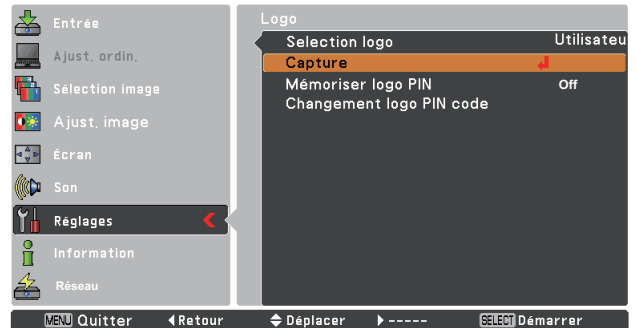 Entrée
Ajust. ordin.
Sélection image
Ajust. image
Écran
Son
Réglages
Information
Réseau
Logo
Selection logo Utilisateu
Capture
Mémoriser logo PIN Off
Changement logo PIN code
MENU Quitter Retour Déplacer ----- SELECT Démarrer